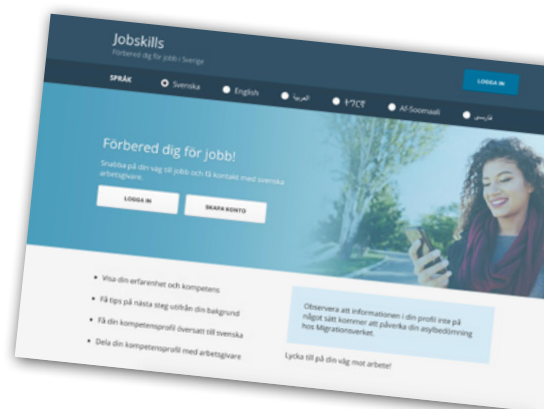 Jobskills
Förbered dig för jobb i Sverige
LOGGA IN
SPRÅK
Svenska
English
العربية
ትግርኛ
Af-Soomaali
فارسی
Förbered dig för jobb!
Snabba på din väg till jobb och få kontakt med svenska
arbetsgivare.
LOGGA IN
SKAPA KONTO
Visa din erfarenhet och kompetens
Få tips på nästa steg utifrån din bakgrund
Få din kompetensprofil översatt till svenska
Dela din kompetensprofil med arbetsgivare
Observera att informationen i din profil inte på
något sätt kommer att påverka din asylbedömning
hos Migrationsverket.
Lycka till på din väg mot arbete!